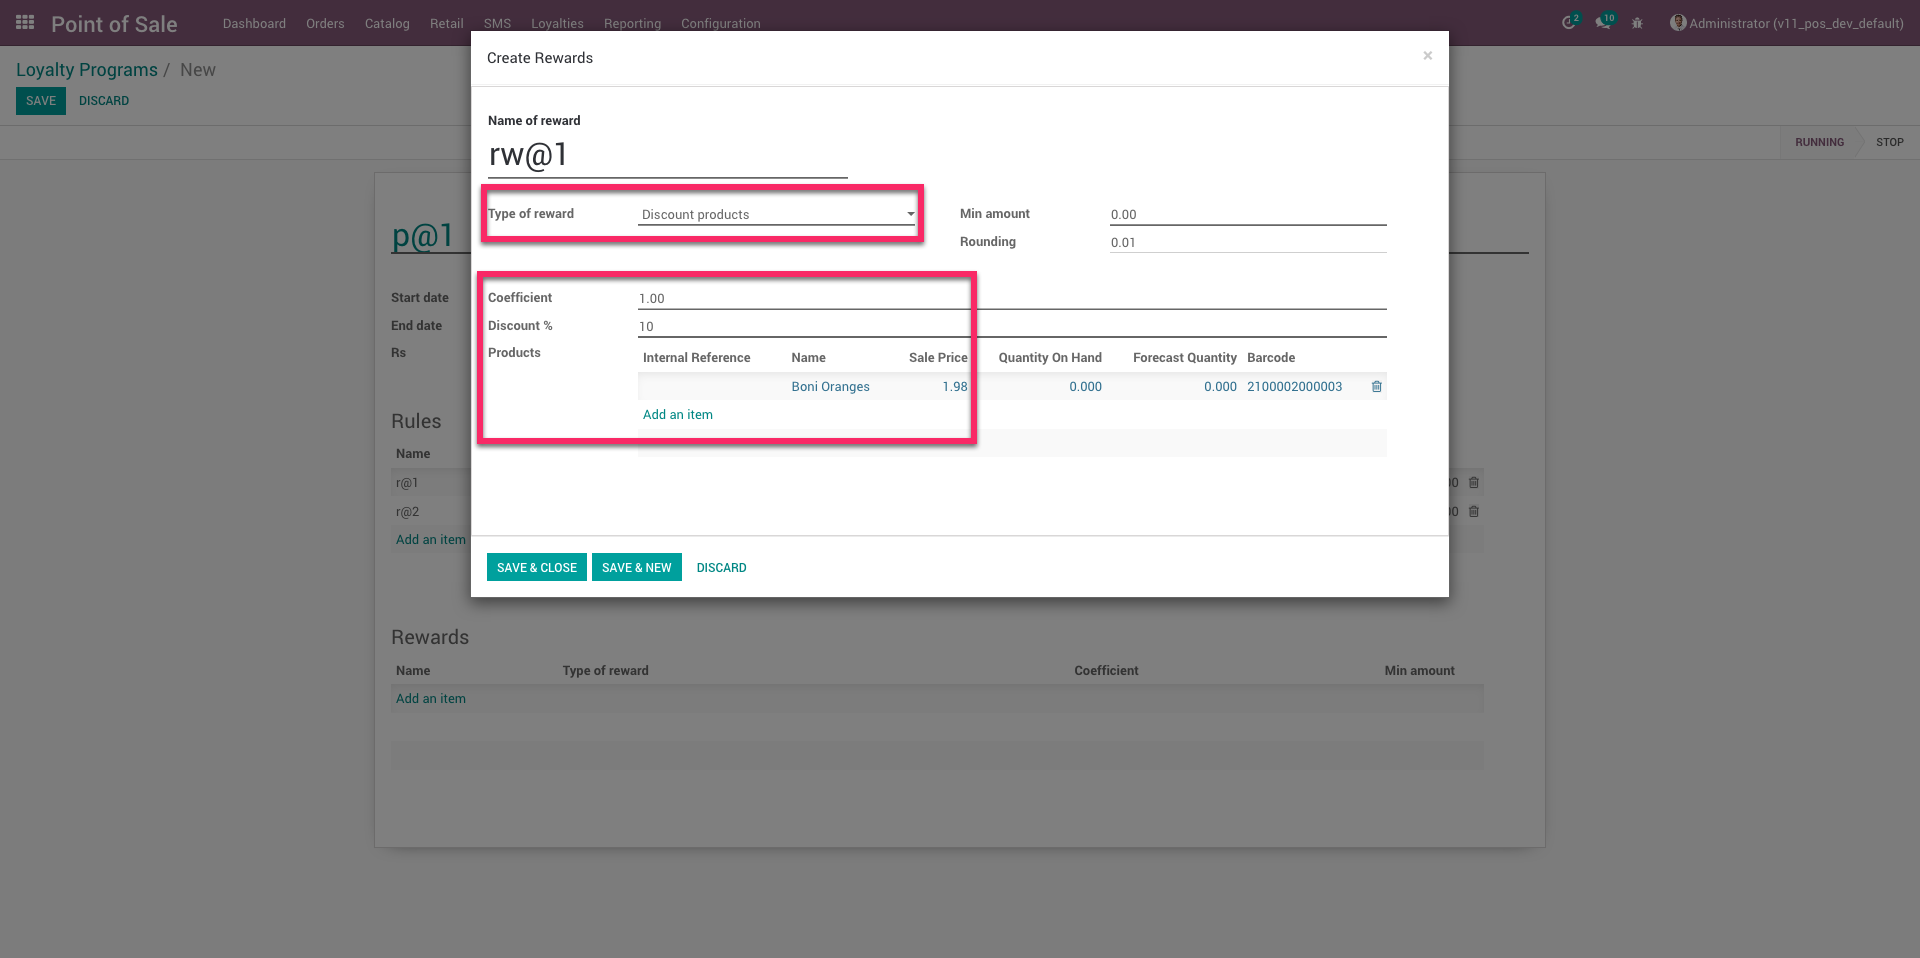 Point of Sale Dashboard Orders Catalog Retail SMS Loyalties Reporting Configuration 2 10 Administrator (v11_pos_dev_default)
Loyalty Programs / New
SAVE DISCARD
RUNNING STOP
p@1
Start date
End date
Rs
Rules
Name
r@1
r@2
Add an item
Create Rewards ×
Name of reward
rw@1
Type of reward Discount products
Min amount 0.00
Rounding 0.01
Coefficient 1.00
Discount % 10
Products
Internal Reference Name Sale Price Quantity On Hand Forecast Quantity Barcode
Boni Oranges 1.98 0.000 0.000 2100002000003
Add an item
SAVE & CLOSE SAVE & NEW DISCARD
Rewards
Name Type of reward Coefficient Min amount
Add an item